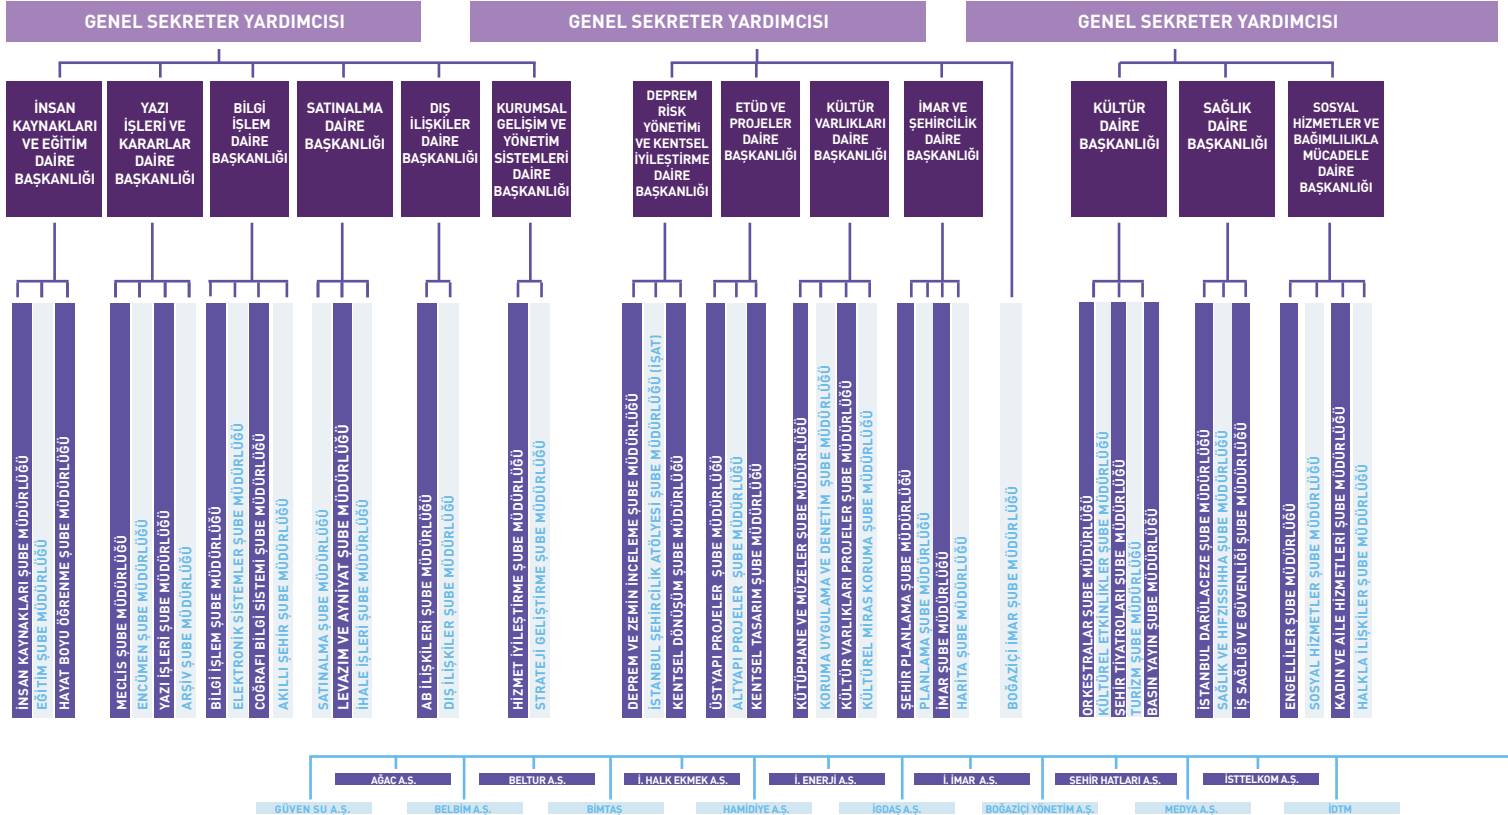 GENEL SEKRETER YARDIMCISI
GENEL SEKRETER YARDIMCISI
GENEL SEKRETER YARDIMCISI
İNSAN
KAYNAKLARI
VE EĞİTİM
DAİRE
BAŞKANLIĞI
YAZI
İŞLERİ VE
KARARLAR
DAİRE
BAŞKANLIĞI
BİLGİ
İŞLEM
DAİRE
BAŞKANLIĞI
SATINALMA
DAİRE
BAŞKANLIĞI
DIŞ
İLİŞKİLER
DAİRE
BAŞKANLIĞI
KURUMSAL
GELİŞİM VE
YÖNETİM
SİSTEMLERİ
DAİRE
BAŞKANLIĞI
DEPREM
RİSK
YÖNETİMi
VE KENTSEL
İYİLEŞTİRME
DAİRE
BAŞKANLIĞI
ETÜD VE
PROJELER
DAİRE
BAŞKANLIĞI
KÜLTÜR
VARLIKLARI
DAİRE
BAŞKANLIĞI
İMAR VE
ŞEHİRCİLİK
DAİRE
BAŞKANLIĞI
KÜLTÜR
DAİRE
BAŞKANLIĞI
SAĞLIK
DAİRE
BAŞKANLIĞI
SOSYAL
HİZMETLER VE
BAĞIMLILIKLA
MÜCADELE
DAİRE
BAŞKANLIĞI
İNSAN KAYNAKLARI ŞUBE MÜDÜRLÜĞÜ
EĞİTİM ŞUBE MÜDÜRLÜĞÜ
HAYAT BOYU ÖĞRENME ŞUBE MÜDÜRLÜĞÜ
MECLİS ŞUBE MÜDÜRLÜĞÜ
ENCÜMEN ŞUBE MÜDÜRLÜĞÜ
YAZI İŞLERİ ŞUBE MÜDÜRLÜĞÜ
ARŞİV ŞUBE MÜDÜRLÜĞÜ
BİLGİ İŞLEM ŞUBE MÜDÜRLÜĞÜ
ELEKTRONİK SİSTEMLER ŞUBE MÜDÜRLÜĞÜ
COĞRAFI BİLGİ SİSTEMİ ŞUBE MÜDÜRLÜĞÜ
AKILLI ŞEHİR ŞUBE MÜDÜRLÜĞÜ
SATINALMA ŞUBE MÜDÜRLÜĞÜ
LEVAZIM VE AYNİYAT ŞUBE MÜDÜRLÜĞÜ
İHALE İŞLERİ ŞUBE MÜDÜRLÜĞÜ
AB İLİŞKİLERİ ŞUBE MÜDÜRLÜĞÜ
DIŞ İLİŞKİLER ŞUBE MÜDÜRLÜĞÜ
HİZMET İYİLEŞTİRME ŞUBE MÜDÜRLÜĞÜ
STRATEJİ GELİŞTİRME ŞUBE MÜDÜRLÜĞÜ
DEPREM VE ZEMİN İNCELEME ŞUBE MÜDÜRLÜĞÜ
İSTANBUL ŞEHİRCİLİK ATÖLYESİ ŞUBE MÜDÜRLÜĞÜ (İŞAT)
KENTSEL DÖNÜŞÜM ŞUBE MÜDÜRLÜĞÜ
ÜSTYAPI PROJELER ŞUBE MÜDÜRLÜĞÜ
ALTYAPI PROJELER ŞUBE MÜDÜRLÜĞÜ
KENTSEL TASARIM ŞUBE MÜDÜRLÜĞÜ
KÜTÜPHANE VE MÜZELER ŞUBE MÜDÜRLÜĞÜ
KORUMA UYGULAMA VE DENETİM ŞUBE MÜDÜRLÜĞÜ
KÜLTÜR VARLIKLARI PROJELER ŞUBE MÜDÜRLÜĞÜ
KÜLTÜREL MİRAS KORUMA ŞUBE MÜDÜRLÜĞÜ
ŞEHİR PLANLAMA ŞUBE MÜDÜRLÜĞÜ
PLANLAMA ŞUBE MÜDÜRLÜĞÜ
İMAR ŞUBE MÜDÜRLÜĞÜ
HARİTA ŞUBE MÜDÜRLÜĞÜ
BOĞAZİÇİ İMAR ŞUBE MÜDÜRLÜĞÜ
ORKESTRALAR ŞUBE MÜDÜRLÜĞÜ
KÜLTÜREL ETKİNLİKLER ŞUBE MÜDÜRLÜĞÜ
ŞEHİR TİYATROLARI ŞUBE MÜDÜRLÜĞÜ
TURİZM ŞUBE MÜDÜRLÜĞÜ
BASIN YAYIN ŞUBE MÜDÜRLÜĞÜ
İSTANBUL DARÜLACEZE ŞUBE MÜDÜRLÜĞÜ
SAĞLIK VE HIFZISSIHHA ŞUBE MÜDÜRLÜĞÜ
İŞ SAĞLIĞI VE GÜVENLİĞİ ŞUBE MÜDÜRLÜĞÜ
ENGELLİLER ŞUBE MÜDÜRLÜĞÜ
SOSYAL HİZMETLER ŞUBE MÜDÜRLÜĞÜ
KADIN VE AİLE HİZMETLERİ ŞUBE MÜDÜRLÜĞÜ
HALKLA İLİŞKİLER ŞUBE MÜDÜRLÜĞÜ
AĞAC A.Ş.
BELTUR A.Ş.
İ. HALK EKMEK A.Ş.
İ. ENERJİ A.Ş.
İ. İMAR A.Ş.
ŞEHİR HATLARI A.Ş.
İSTTELKOM A.Ş.
GÜVEN SU A.Ş.
BELBİM A.Ş.
BİMTAŞ
HAMİDİYE A.Ş.
İGDAŞ A.Ş.
BOĞAZİÇİ YÖNETİM A.Ş.
MEDYA A.Ş.
İDTM